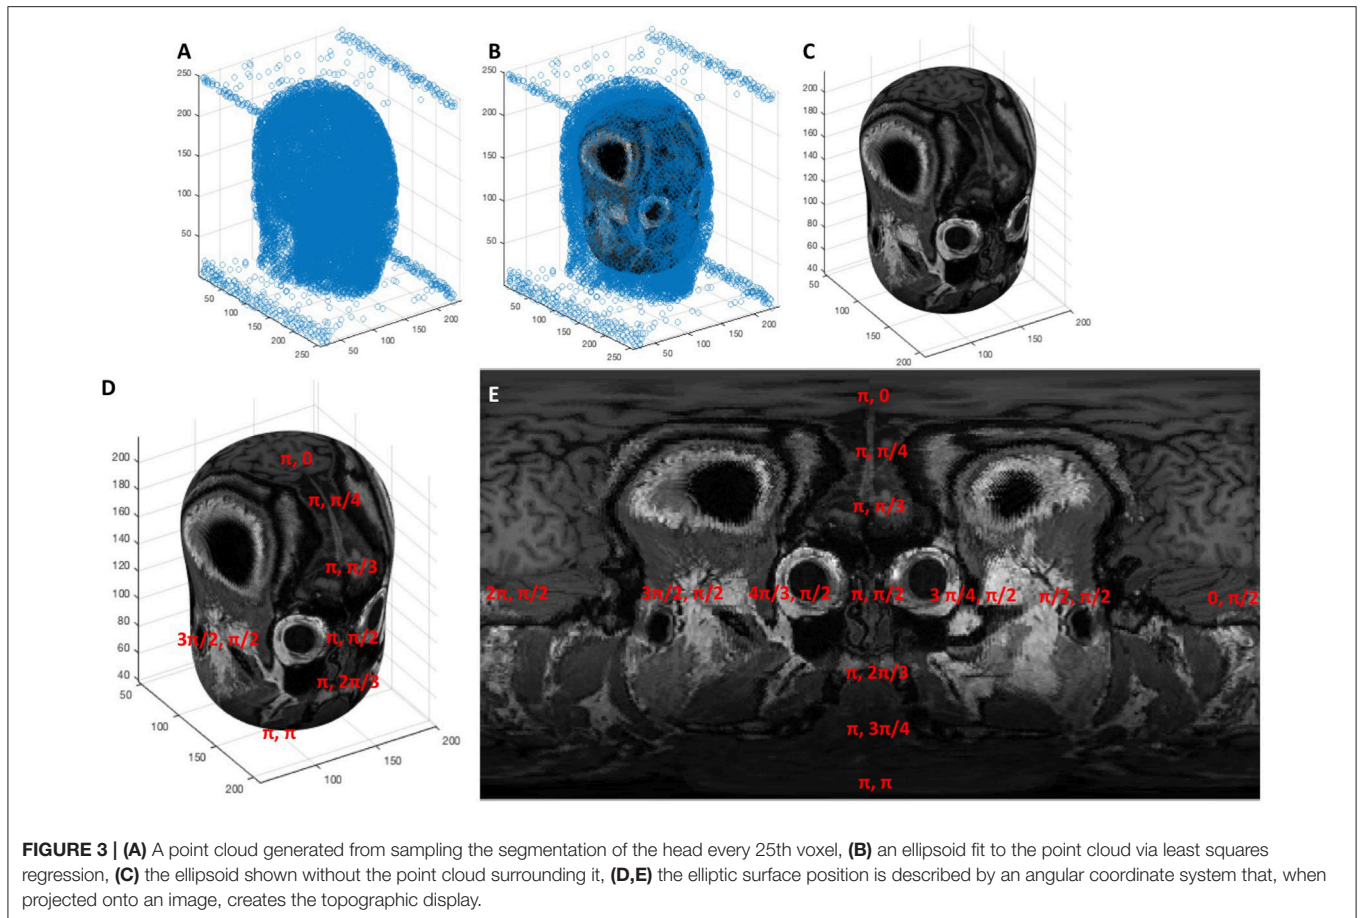 A
250
200
150
100
50
50
100
150
200
250
50
100
150
200
B
250
200
150
100
50
50
100
150
200
250
50
100
150
200
C
200
180
160
140
120
100
80
60
40
50
100
150
200
100
150
200
D
200
180
160
140
120
100
80
60
40
50
100
150
200
100
150
200
π, 0
π, π/4
π, π/3
3π/2, π/2
π, π/2
π, 2π/3
π, π
E
π, 0
π, π/4
π, π/3
2π, π/2
3π/2, π/2
4π/3, π/2
π, π/2
3 π/4, π/2
π/2, π/2
0, π/2
π, 2π/3
π, 3π/4
π, π
FIGURE 3 | (A) A point cloud generated from sampling the segmentation of the head every 25th voxel, (B) an ellipsoid fit to the point cloud via least squares
regression, (C) the ellipsoid shown without the point cloud surrounding it, (D,E) the elliptic surface position is described by an angular coordinate system that, when
projected onto an image, creates the topographic display.